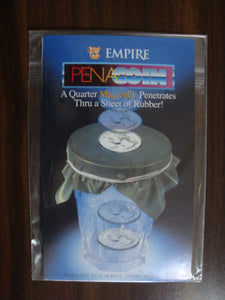 EMPIRE
PENACOIN
A Quarter Magically Penetrates
Thru a Sheet of Rubber!